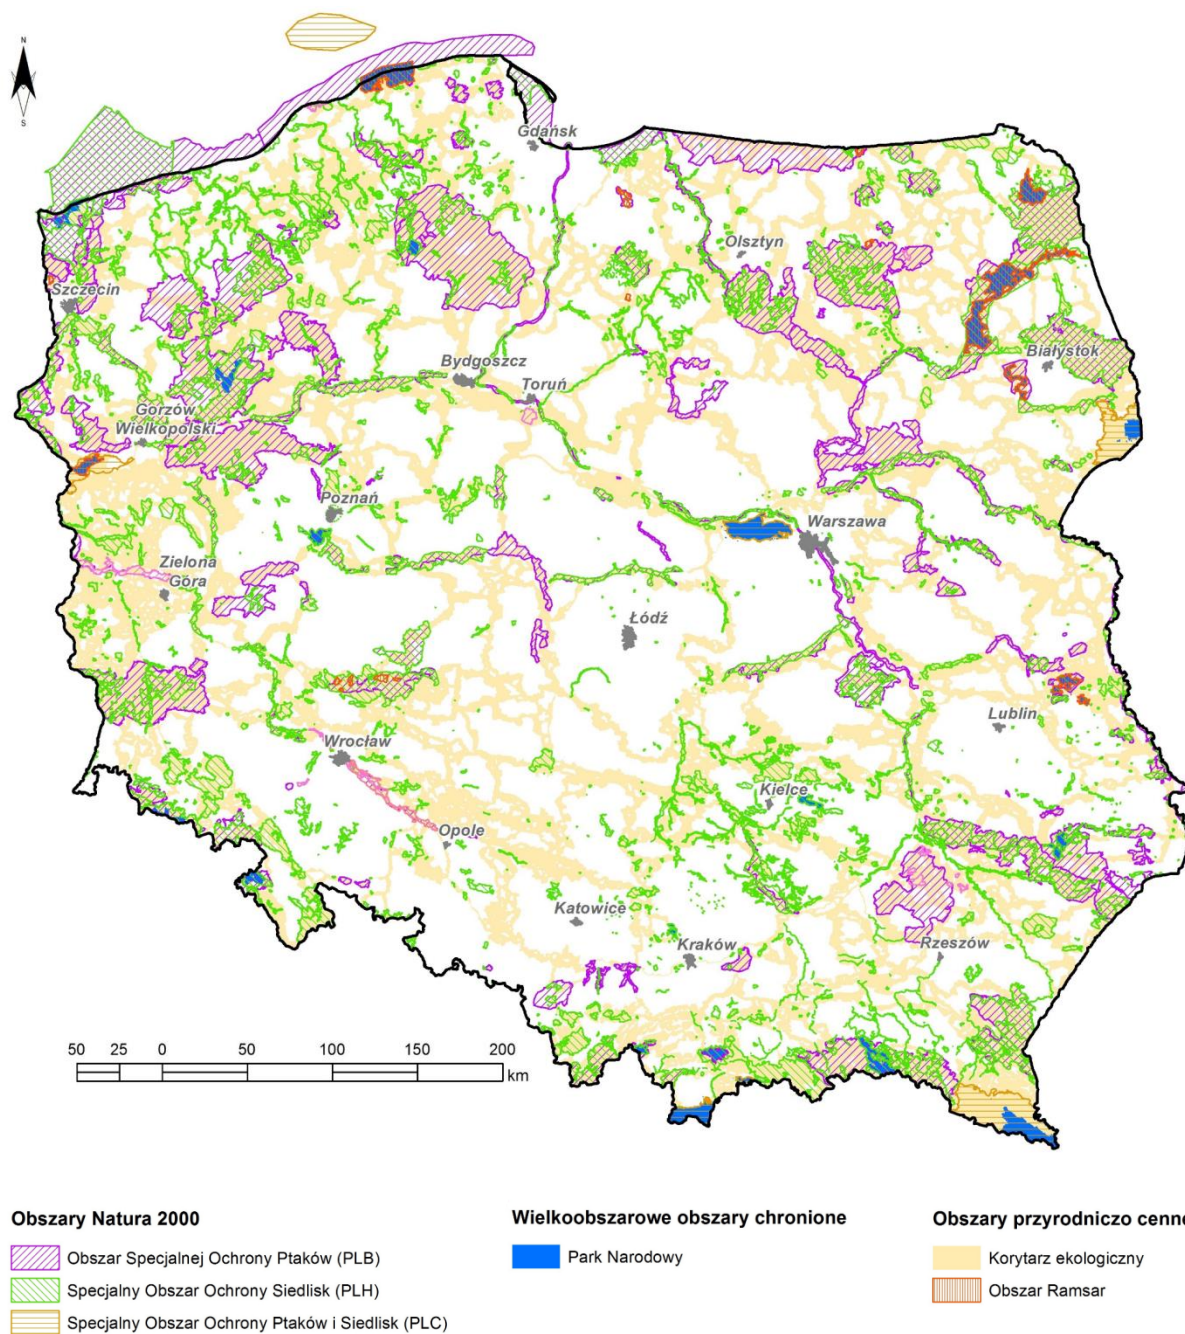 N
S
Gdańsk
Olsztyn
Szczecin
Białystok
Bydgoszcz
Toruń
Gorzów
Wielkopolski
Poznań
Warszawa
Zielona
Góra
Łódź
Lublin
Wrocław
Kielce
Opole
Katowice
Kraków
Rzeszów
50 25 0 50 100 150 200
km
Obszary Natura 2000
Wielkoobszarowe obszary chronione
Obszary przyrodniczo cenne
Obszar Specjalnej Ochrony Ptaków (PLB)
Park Narodowy
Korytarz ekologiczny
Specjalny Obszar Ochrony Siedlisk (PLH)
Obszar Ramsar
Specjalny Obszar Ochrony Ptaków i Siedlisk (PLC)